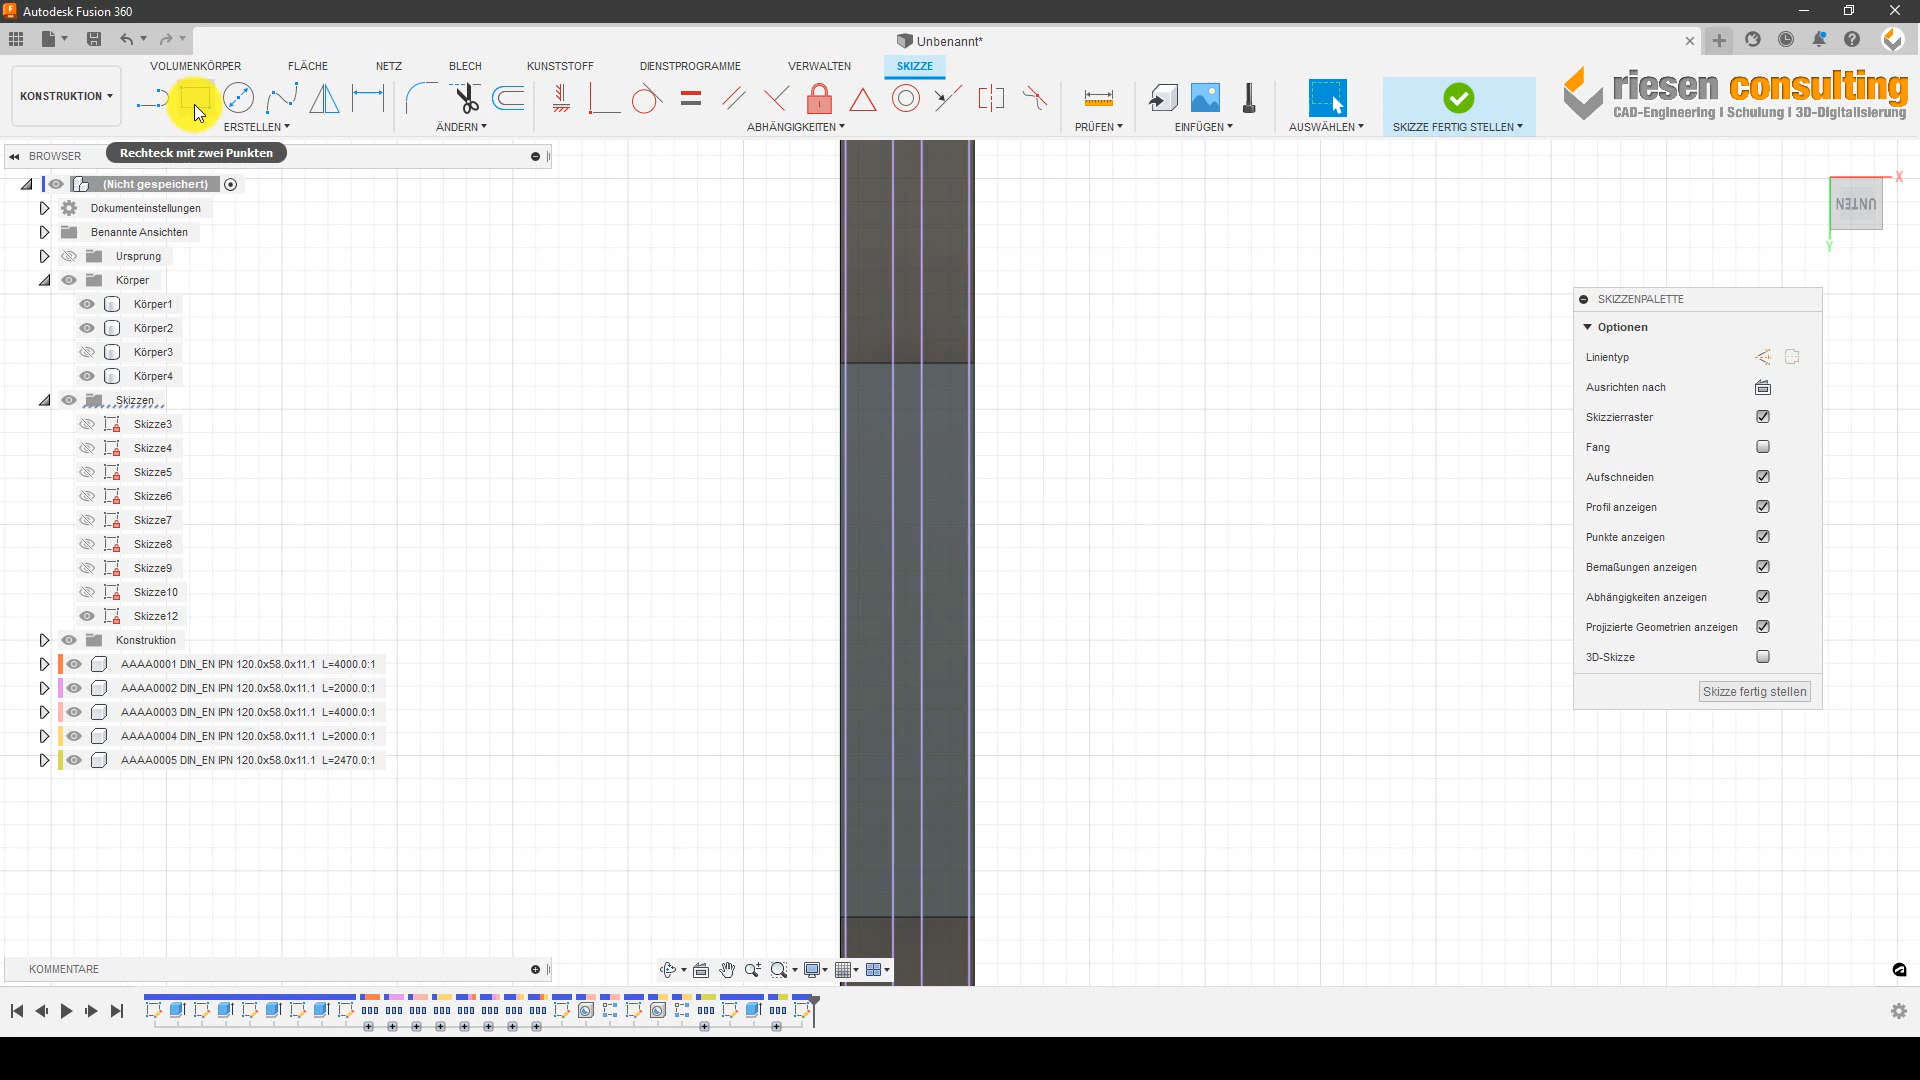 Autodesk Fusion 360
Unbenannt*
VOLUMENKÖRPER
FLÄCHE
NETZ
BLECH
KUNSTSTOFF
DIENSTPROGRAMME
VERWALTEN
SKIZZE
KONSTRUKTION
ERSTELLEN
ÄNDERN
ABHÄNGIGKEITEN
PRÜFEN
EINFÜGEN
AUSWÄHLEN
SKIZZE FERTIG STELLEN
riesen consulting
CAD-Engineering I Schulung I 3D-Digitalisierung
BROWSER
Rechteck mit zwei Punkten
(Nicht gespeichert)
Dokumenteinstellungen
Benannte Ansichten
Ursprung
Körper
Körper1
Körper2
Körper3
Körper4
Skizzen
Skizze3
Skizze4
Skizze5
Skizze6
Skizze7
Skizze8
Skizze9
Skizze10
Skizze12
Konstruktion
AAAA0001 DIN_EN IPN 120.0x58.0x11.1 L=4000.0:1
AAAA0002 DIN_EN IPN 120.0x58.0x11.1 L=2000.0:1
AAAA0003 DIN_EN IPN 120.0x58.0x11.1 L=4000.0:1
AAAA0004 DIN_EN IPN 120.0x58.0x11.1 L=2000.0:1
AAAA0005 DIN_EN IPN 120.0x58.0x11.1 L=2470.0:1
X
UNTEN
Y
SKIZZENPALETTE
Optionen
Linientyp
Ausrichten nach
Skizzierraster
Fang
Aufschneiden
Profil anzeigen
Punkte anzeigen
Bemaßungen anzeigen
Abhängigkeiten anzeigen
Projizierte Geometrien anzeigen
3D-Skizze
Skizze fertig stellen
KOMMENTARE